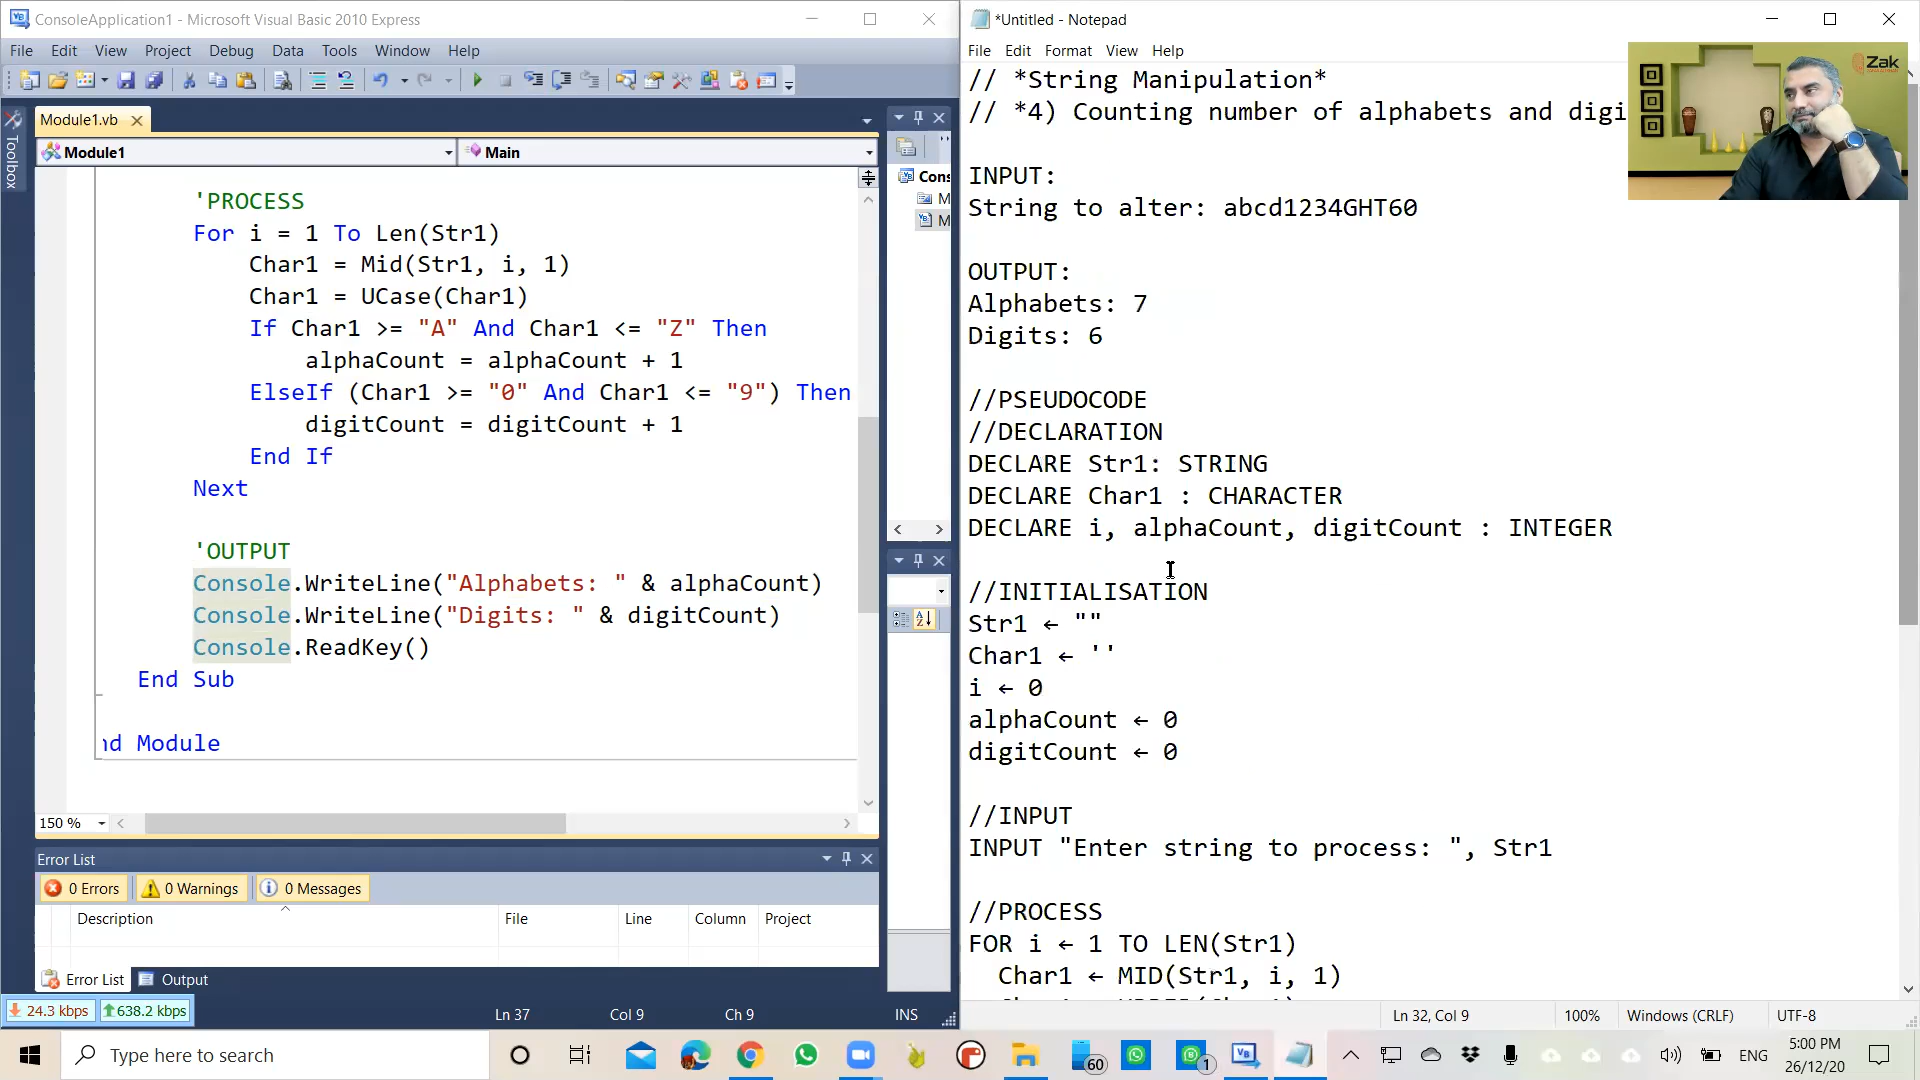 ConsoleApplication1 - Microsoft Visual Basic 2010 Express
File Edit View Project Debug Data Tools Window Help
Toolbox
Module1.vb
Module1
Main
'PROCESS
For i = 1 To Len(Str1)
Char1 = Mid(Str1, i, 1)
Char1 = UCase(Char1)
If Char1 >= "A" And Char1 <= "Z" Then
alphaCount = alphaCount + 1
ElseIf (Char1 >= "0" And Char1 <= "9") Then
digitCount = digitCount + 1
End If
Next
'OUTPUT
Console.WriteLine("Alphabets: " & alphaCount)
Console.WriteLine("Digits: " & digitCount)
Console.ReadKey()
End Sub
nd Module
150 %
Cons
M
M
Error List
0 Errors
0 Warnings
0 Messages
Description File Line Column Project
Error List Output
24.3 kbps 638.2 kbps
Ln 37 Col 9 Ch 9 INS
*Untitled - Notepad
File Edit Format View Help
// *String Manipulation*
// *4) Counting number of alphabets and digi
INPUT:
String to alter: abcd1234GHT60
OUTPUT:
Alphabets: 7
Digits: 6
//PSEUDOCODE
//DECLARATION
DECLARE Str1: STRING
DECLARE Char1 : CHARACTER
DECLARE i, alphaCount, digitCount : INTEGER
//INITIALISATION
Str1 ← ""
Char1 ← ''
i ← 0
alphaCount ← 0
digitCount ← 0
//INPUT
INPUT "Enter string to process: ", Str1
//PROCESS
FOR i ← 1 TO LEN(Str1)
Char1 ← MID(Str1, i, 1)
Ln 32, Col 9 100% Windows (CRLF) UTF-8
Zak
Type here to search
60
1
ENG
5:00 PM
26/12/20